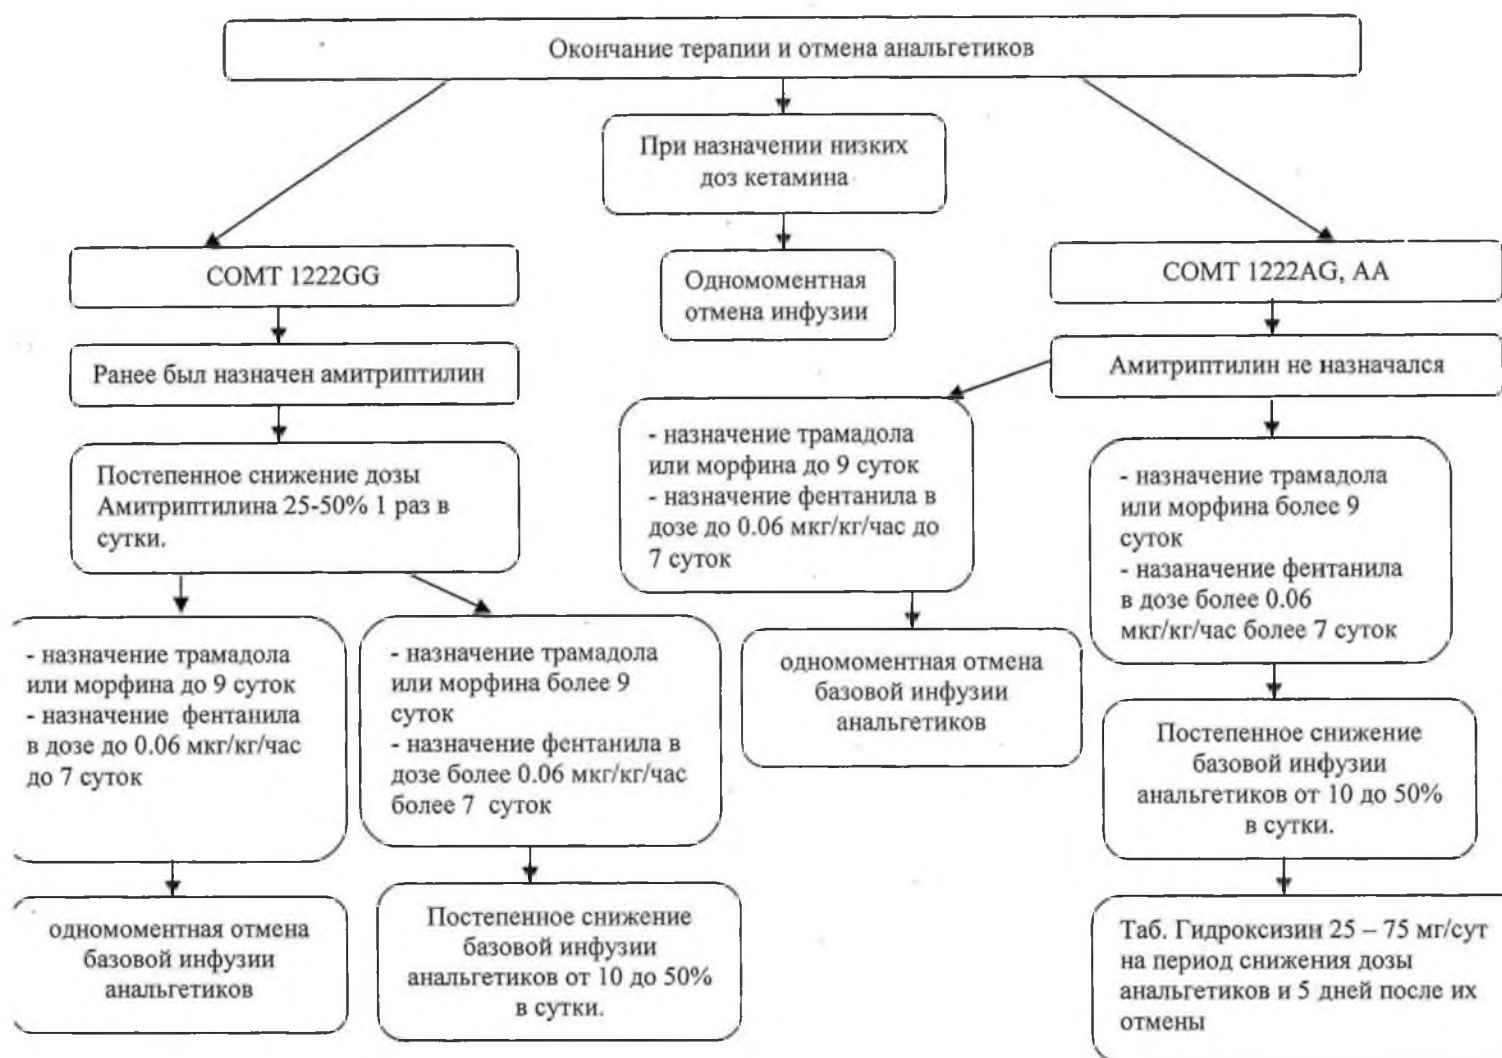 Окончание терапии и отмена анальгетиков
При назначении низких
доз кетамина
Одномоментная
отмена инфузии
COMT 1222GG
Ранее был назначен амитриптилин
Постепенное снижение дозы
Амитриптилина 25-50% 1 раз в
сутки.
- назначение трамадола
или морфина до 9 суток
- назначение фентанила
в дозе до 0.06 мкг/кг/час
до 7 суток
одномоментная отмена
базовой инфузии
анальгетиков
- назначение трамадола
или морфина более 9
суток
- назначение фентанила в
дозе более 0.06 мкг/кг/час
более 7 суток
Постепенное снижение
базовой инфузии
анальгетиков от 10 до 50%
в сутки.
COMT 1222AG, AA
Амитриптилин не назначался
- назначение трамадола
или морфина до 9 суток
- назначение фентанила в
дозе до 0.06 мкг/кг/час до
7 суток
одномоментная отмена
базовой инфузии
анальгетиков
- назначение трамадола
или морфина более 9
суток
- назаначение фентанила
в дозе более 0.06
мкг/кг/час более 7 суток
Постепенное снижение
базовой инфузии
анальгетиков от 10 до 50%
в сутки.
Таб. Гидроксизин 25 – 75 мг/сут
на период снижения дозы
анальгетиков и 5 дней после их
отмены